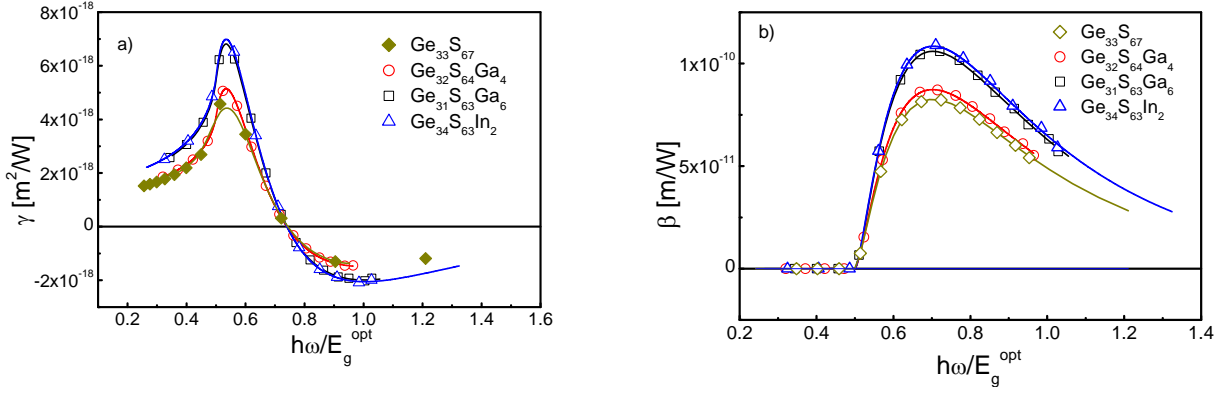 a)
8x10⁻¹⁸
6x10⁻¹⁸
4x10⁻¹⁸
2x10⁻¹⁸
0
-2x10⁻¹⁸
γ [m²/W]
Ge₃₃S₆₇
Ge₃₂S₆₄Ga₄
Ge₃₁S₆₃Ga₆
Ge₃₄S₆₃In₂
0.2 0.4 0.6 0.8 1.0 1.2 1.4 1.6
hω/E_g^opt
b)
1x10⁻¹⁰
5x10⁻¹¹
0
β [m/W]
Ge₃₃S₆₇
Ge₃₂S₆₄Ga₄
Ge₃₁S₆₃Ga₆
Ge₃₄S₆₃In₂
0.2 0.4 0.6 0.8 1.0 1.2 1.4
hω/E_g^opt